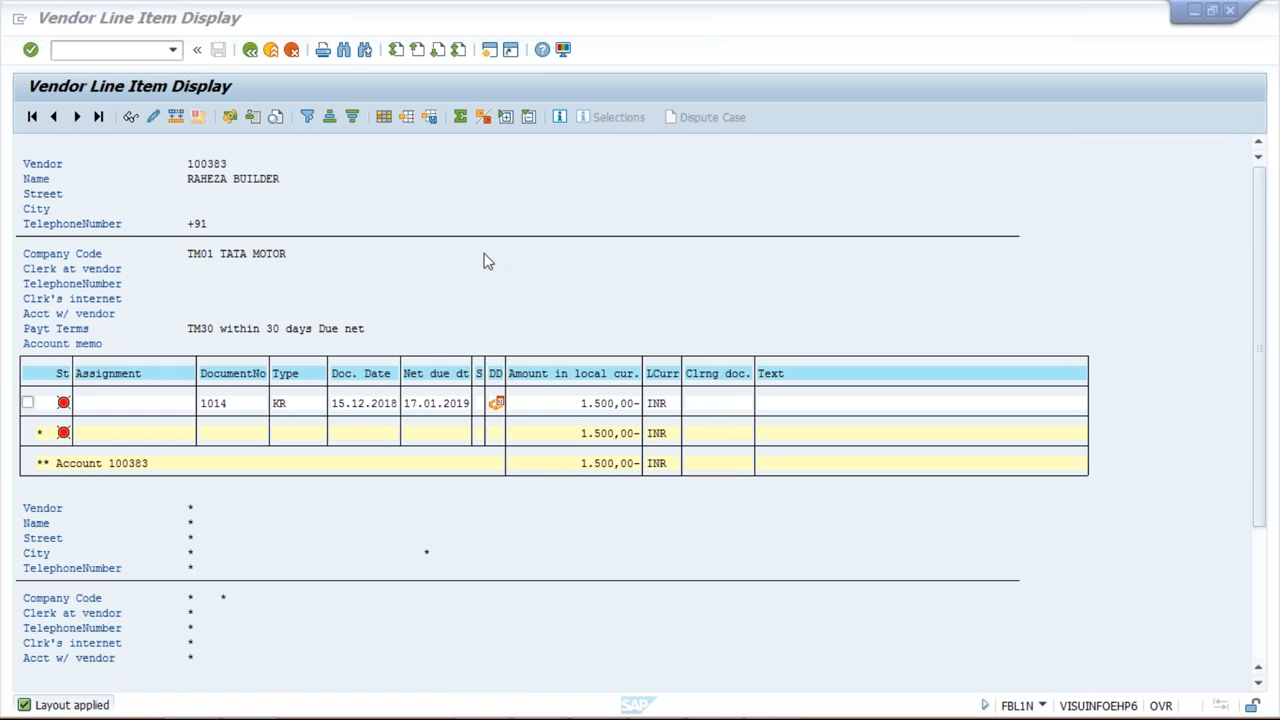 Vendor Line Item Display
Vendor Line Item Display
Selections Dispute Case
Vendor 100383
Name RAHEZA BUILDER
Street
City
TelephoneNumber +91
Company Code TM01 TATA MOTOR
Clerk at vendor
TelephoneNumber
Clrk's internet
Acct w/ vendor
Payt Terms TM30 within 30 days Due net
Account memo
St Assignment DocumentNo Type Doc. Date Net due dt S DD Amount in local cur. LCurr Clrng doc. Text
1014 KR 15.12.2018 17.01.2019 1.500,00- INR
* 1.500,00- INR
** Account 100383 1.500,00- INR
Vendor *
Name *
Street *
City * *
TelephoneNumber *
Company Code * *
Clerk at vendor *
TelephoneNumber *
Clrk's internet *
Acct w/ vendor *
Layout applied SAP FBL1N VISUINFOEHP6 OVR